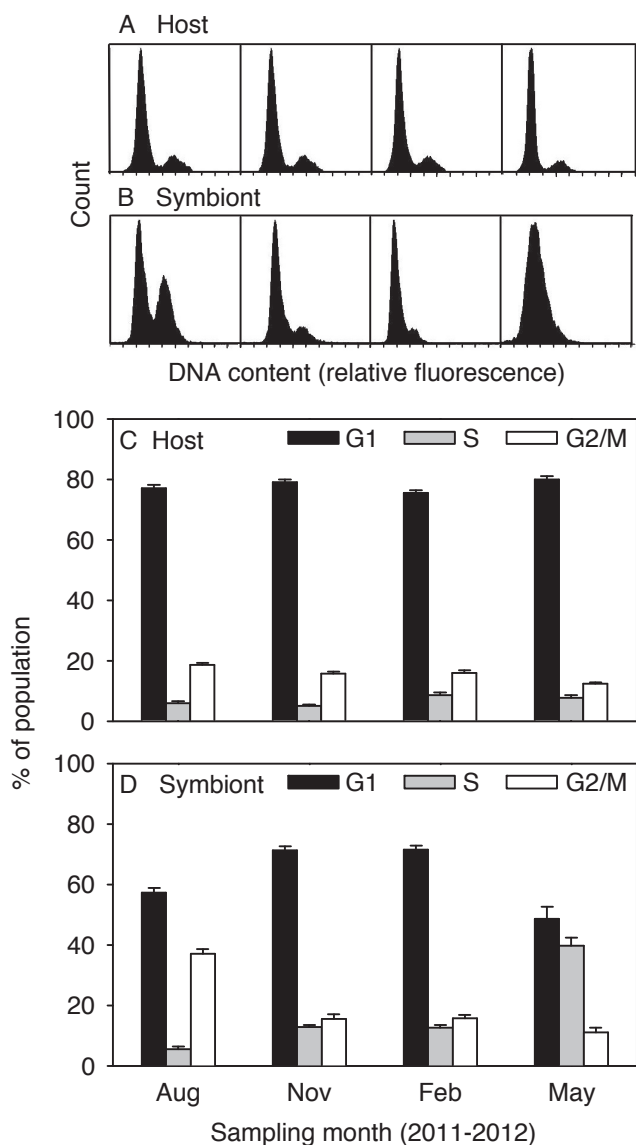 A Host
B Symbiont
Count
DNA content (relative fluorescence)
100
C Host G1 S G2/M
80
60
40
20
0
% of population
100
D Symbiont G1 S G2/M
80
60
40
20
0
Aug Nov Feb May
Sampling month (2011-2012)